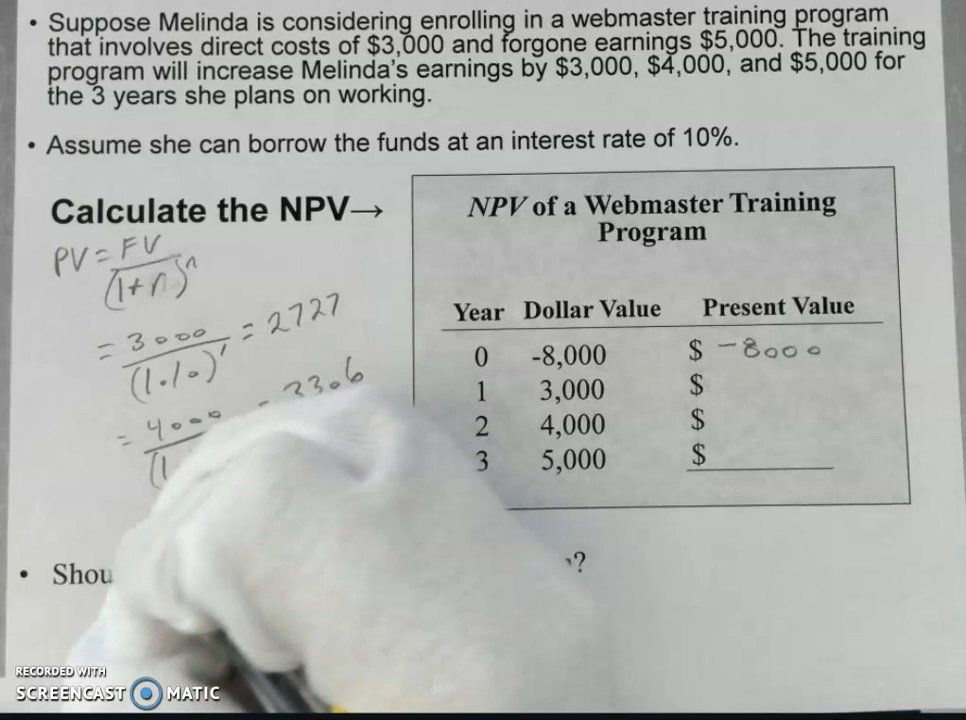 • Suppose Melinda is considering enrolling in a webmaster training program
that involves direct costs of $3,000 and forgone earnings $5,000. The training
program will increase Melinda's earnings by $3,000, $4,000, and $5,000 for
the 3 years she plans on working.
• Assume she can borrow the funds at an interest rate of 10%.
Calculate the NPV→
PV = FV
(1+r)^n
= 3000 = 2727
(1.10)^1
= 4000 = 3306
(1
NPV of a Webmaster Training
Program
Year Dollar Value Present Value
0 -8,000 $ -8000
1 3,000 $
2 4,000 $
3 5,000 $
• Shou ?
RECORDED WITH
SCREENCAST MATIC